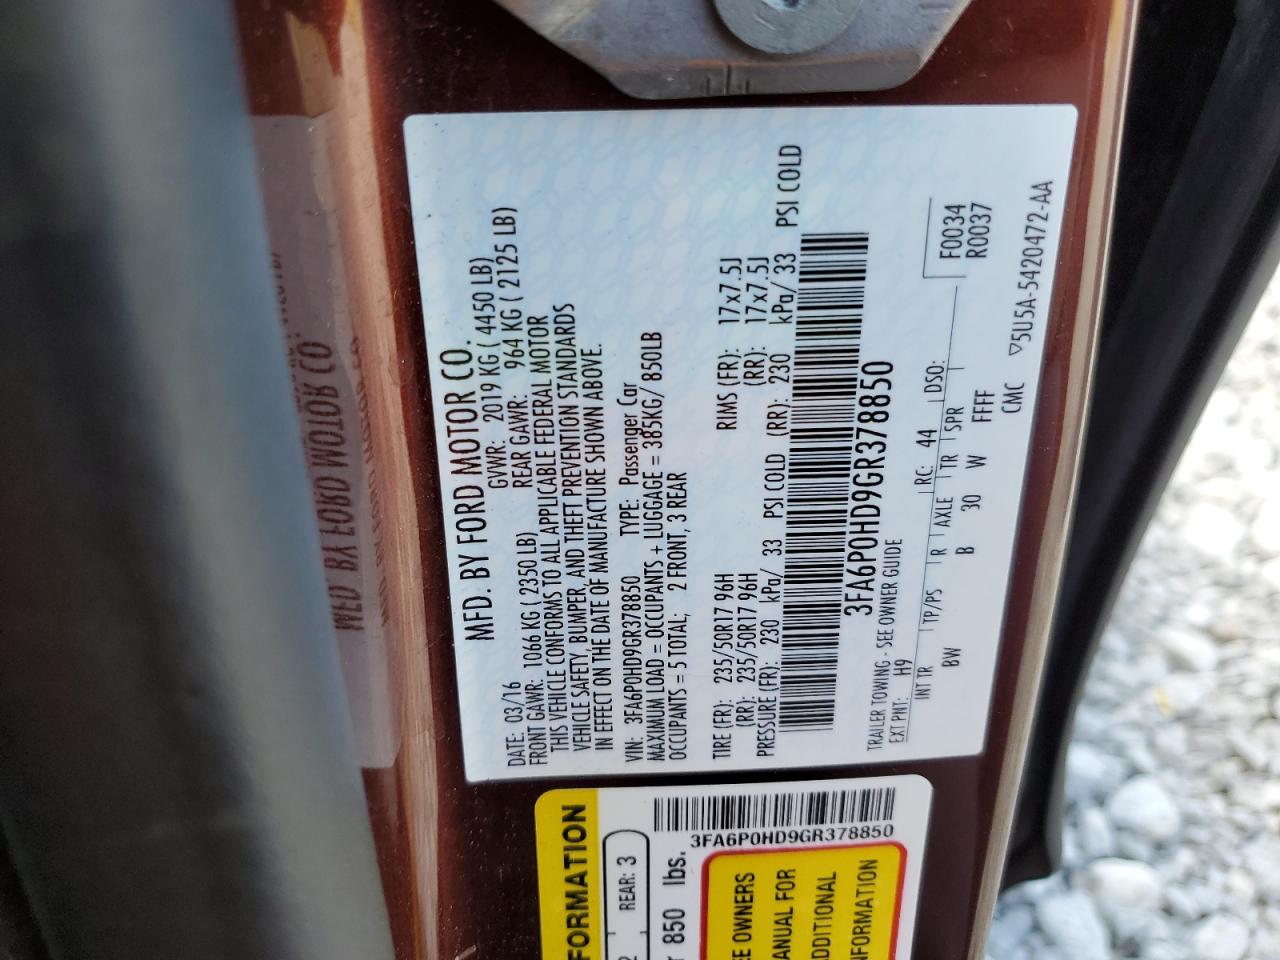 MFD. BY FORD MOTOR CO.
DATE: 03/16 GVWR: 2019 KG ( 4450 LB)
FRONT GAWR: 1066 KG ( 2350 LB) REAR GAWR: 964 KG ( 2125 LB)
THIS VEHICLE CONFORMS TO ALL APPLICABLE FEDERAL MOTOR
VEHICLE SAFETY, BUMPER, AND THEFT PREVENTION STANDARDS
IN EFFECT ON THE DATE OF MANUFACTURE SHOWN ABOVE.
VIN: 3FA6P0HD9GR378850 TYPE: Passenger Car
MAXIMUM LOAD = OCCUPANTS + LUGGAGE = 385KG/ 850LB
OCCUPANTS = 5 TOTAL; 2 FRONT, 3 REAR
TIRE (FR): 235/50R17 96H RIMS (FR): 17x7.5J
(RR): 235/50R17 96H (RR): 17x7.5J
PRESSURE (FR): 230 kPa/ 33 PSI COLD (RR): 230 kPa/ 33 PSI COLD
3FA6P0HD9GR378850
TRAILER TOWING - SEE OWNER GUIDE
EXT PNT: H9 RC: 44 DSO: F0034
R0037
INT TR TP/PS R AXLE TR SPR
BW B 30 W FFFF
CMC ▽5U5A-5420472-AA
FORMATION
REAR: 3
850 lbs.
3FA6P0HD9GR378850
EE OWNERS
ANUAL FOR
DDITIONAL
NFORMATION